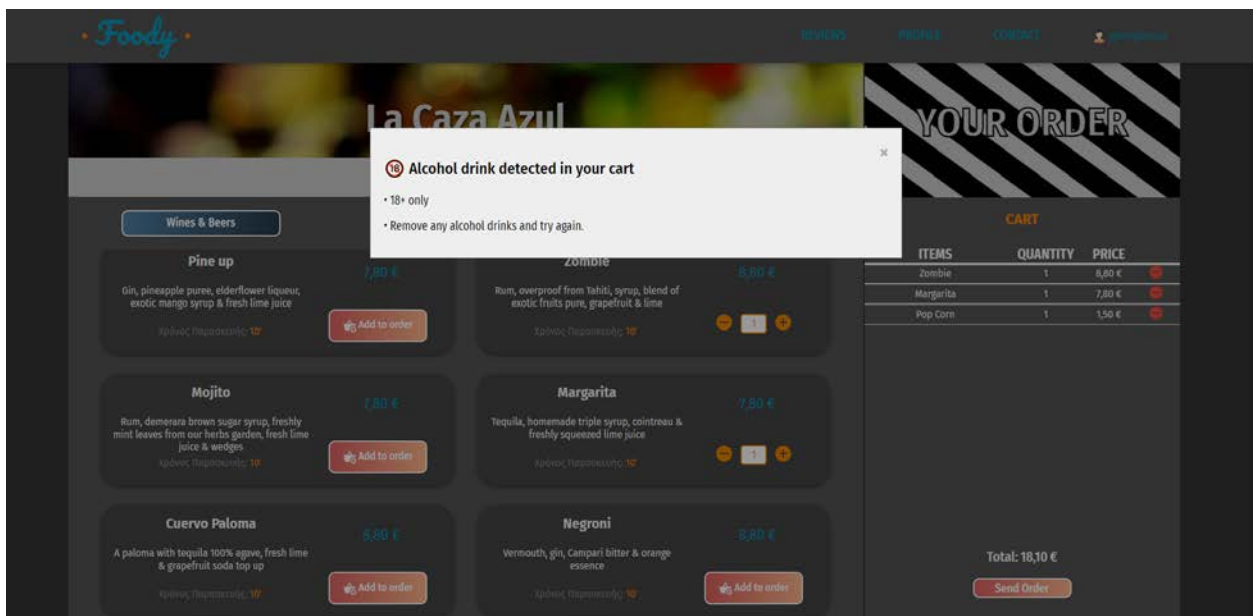 Foody
REVIEWS PROFILE CONTACT
La Caza Azul
YOUR ORDER
×
18 Alcohol drink detected in your cart
• 18+ only
• Remove any alcohol drinks and try again.
Wines & Beers
CART
ITEMS QUANTITY PRICE
Zombie 1 8,80 €
Margarita 1 7,80 €
Pop Corn 1 1,50 €
Pine up
7,80 €
Gin, pineapple puree, elderflower liqueur,
exotic mango syrup & fresh lime juice
Χρόνος Παρασκευής: 10'
Add to order
Zombie
8,80 €
Rum, overproof from Tahiti, syrup, blend of
exotic fruits pure, grapefruit & lime
Χρόνος Παρασκευής: 10'
1
Mojito
7,80 €
Rum, demerara brown sugar syrup, freshly
mint leaves from our herbs garden, fresh lime
juice & wedges
Χρόνος Παρασκευής: 10'
Add to order
Margarita
7,80 €
Tequila, homemade triple syrup, cointreau &
freshly squeezed lime juice
Χρόνος Παρασκευής: 10'
1
Cuervo Paloma
8,80 €
A paloma with tequila 100% agave, fresh lime
& grapefruit soda top up
Χρόνος Παρασκευής: 10'
Add to order
Negroni
8,80 €
Vermouth, gin, Campari bitter & orange
essence
Χρόνος Παρασκευής: 10'
Add to order
Total: 18,10 €
Send Order